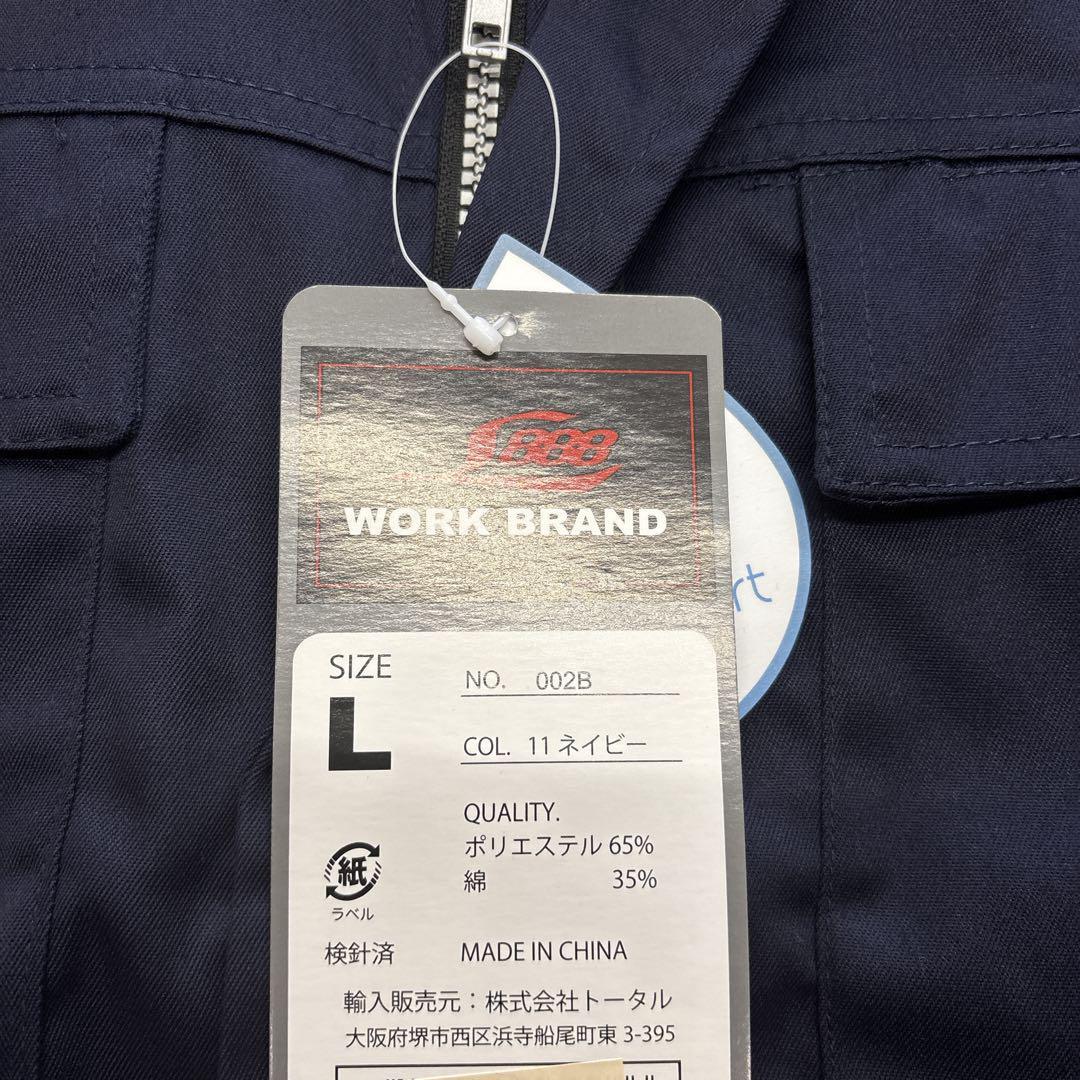 888
WORK BRAND
rt
SIZE
L
NO. 002B
COL. 11 ネイビー
QUALITY.
ポリエステル 65%
綿 35%
紙
ラベル
検針済
MADE IN CHINA
輸入販売元：株式会社トータル
大阪府堺市西区浜寺船尾町東 3-395